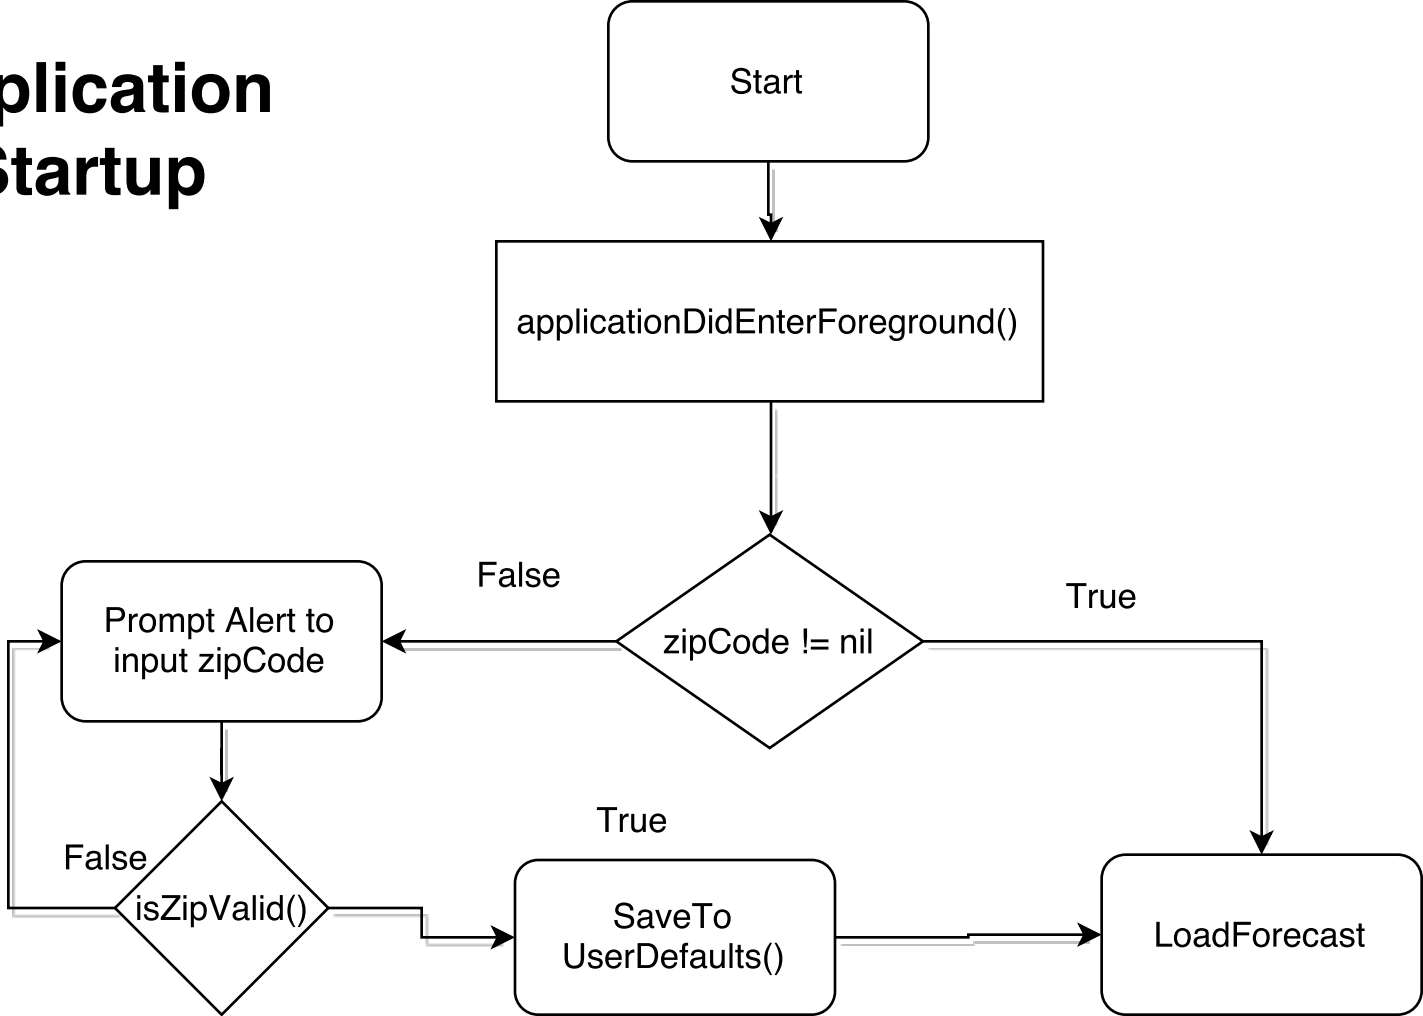 plication
Startup
Start
applicationDidEnterForeground()
False
True
Prompt Alert to
input zipCode
zipCode != nil
True
False
isZipValid()
SaveTo
UserDefaults()
LoadForecast